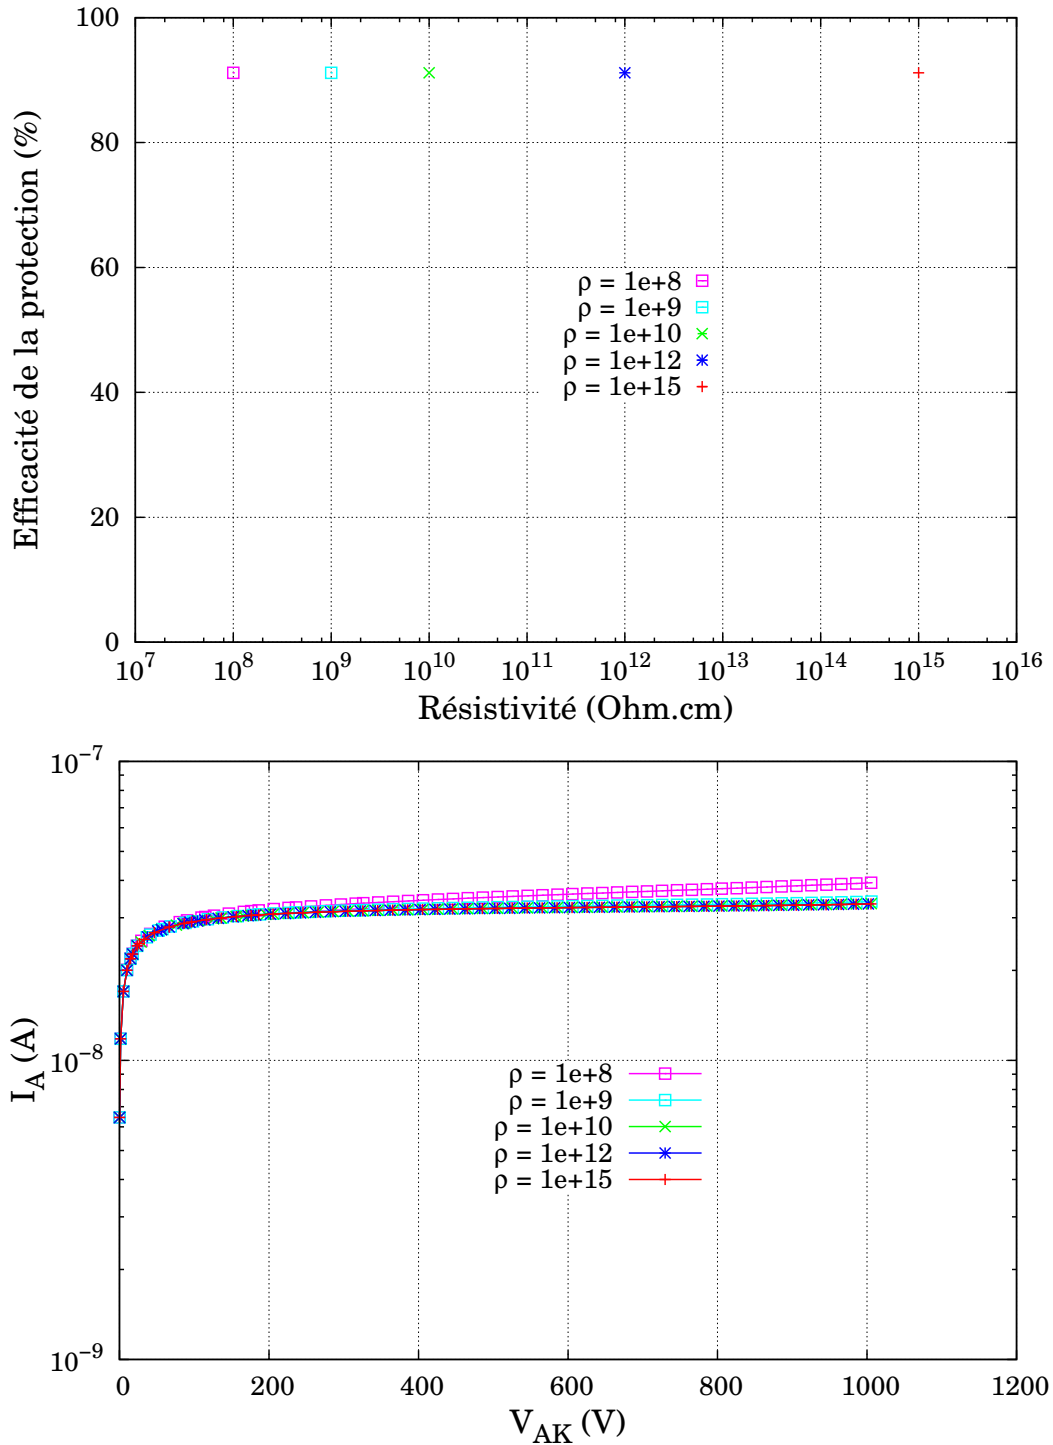 100
80
60
40
20
0
Efficacité de la protection (%)
ρ = 1e+8
ρ = 1e+9
ρ = 1e+10
ρ = 1e+12
ρ = 1e+15
10^7 10^8 10^9 10^10 10^11 10^12 10^13 10^14 10^15 10^16
Résistivité (Ohm.cm)
10^-7
10^-8
10^-9
I_A (A)
ρ = 1e+8
ρ = 1e+9
ρ = 1e+10
ρ = 1e+12
ρ = 1e+15
0 200 400 600 800 1000 1200
V_AK (V)